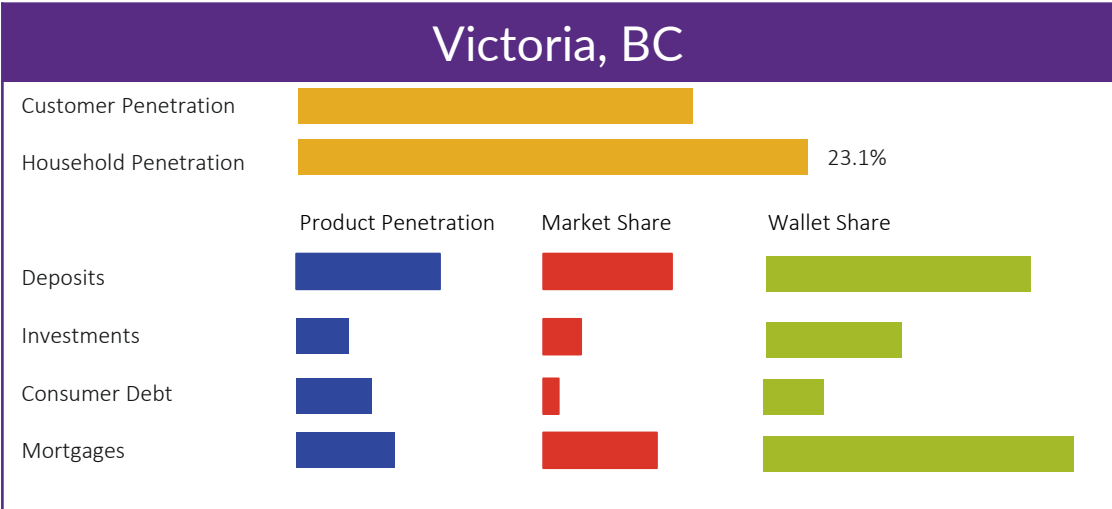 Victoria, BC
Customer Penetration
Household Penetration 23.1%
Product Penetration Market Share Wallet Share
Deposits
Investments
Consumer Debt
Mortgages